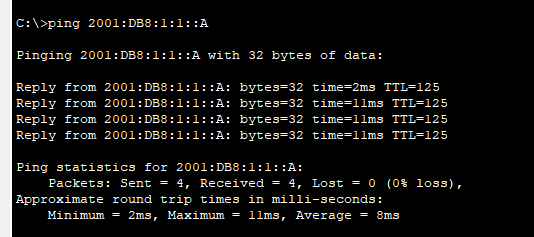 C:\>ping 2001:DB8:1:1::A
Pinging 2001:DB8:1:1::A with 32 bytes of data:
Reply from 2001:DB8:1:1::A: bytes=32 time=2ms TTL=125
Reply from 2001:DB8:1:1::A: bytes=32 time=11ms TTL=125
Reply from 2001:DB8:1:1::A: bytes=32 time=11ms TTL=125
Reply from 2001:DB8:1:1::A: bytes=32 time=11ms TTL=125
Ping statistics for 2001:DB8:1:1::A:
    Packets: Sent = 4, Received = 4, Lost = 0 (0% loss),
Approximate round trip times in milli-seconds:
    Minimum = 2ms, Maximum = 11ms, Average = 8ms